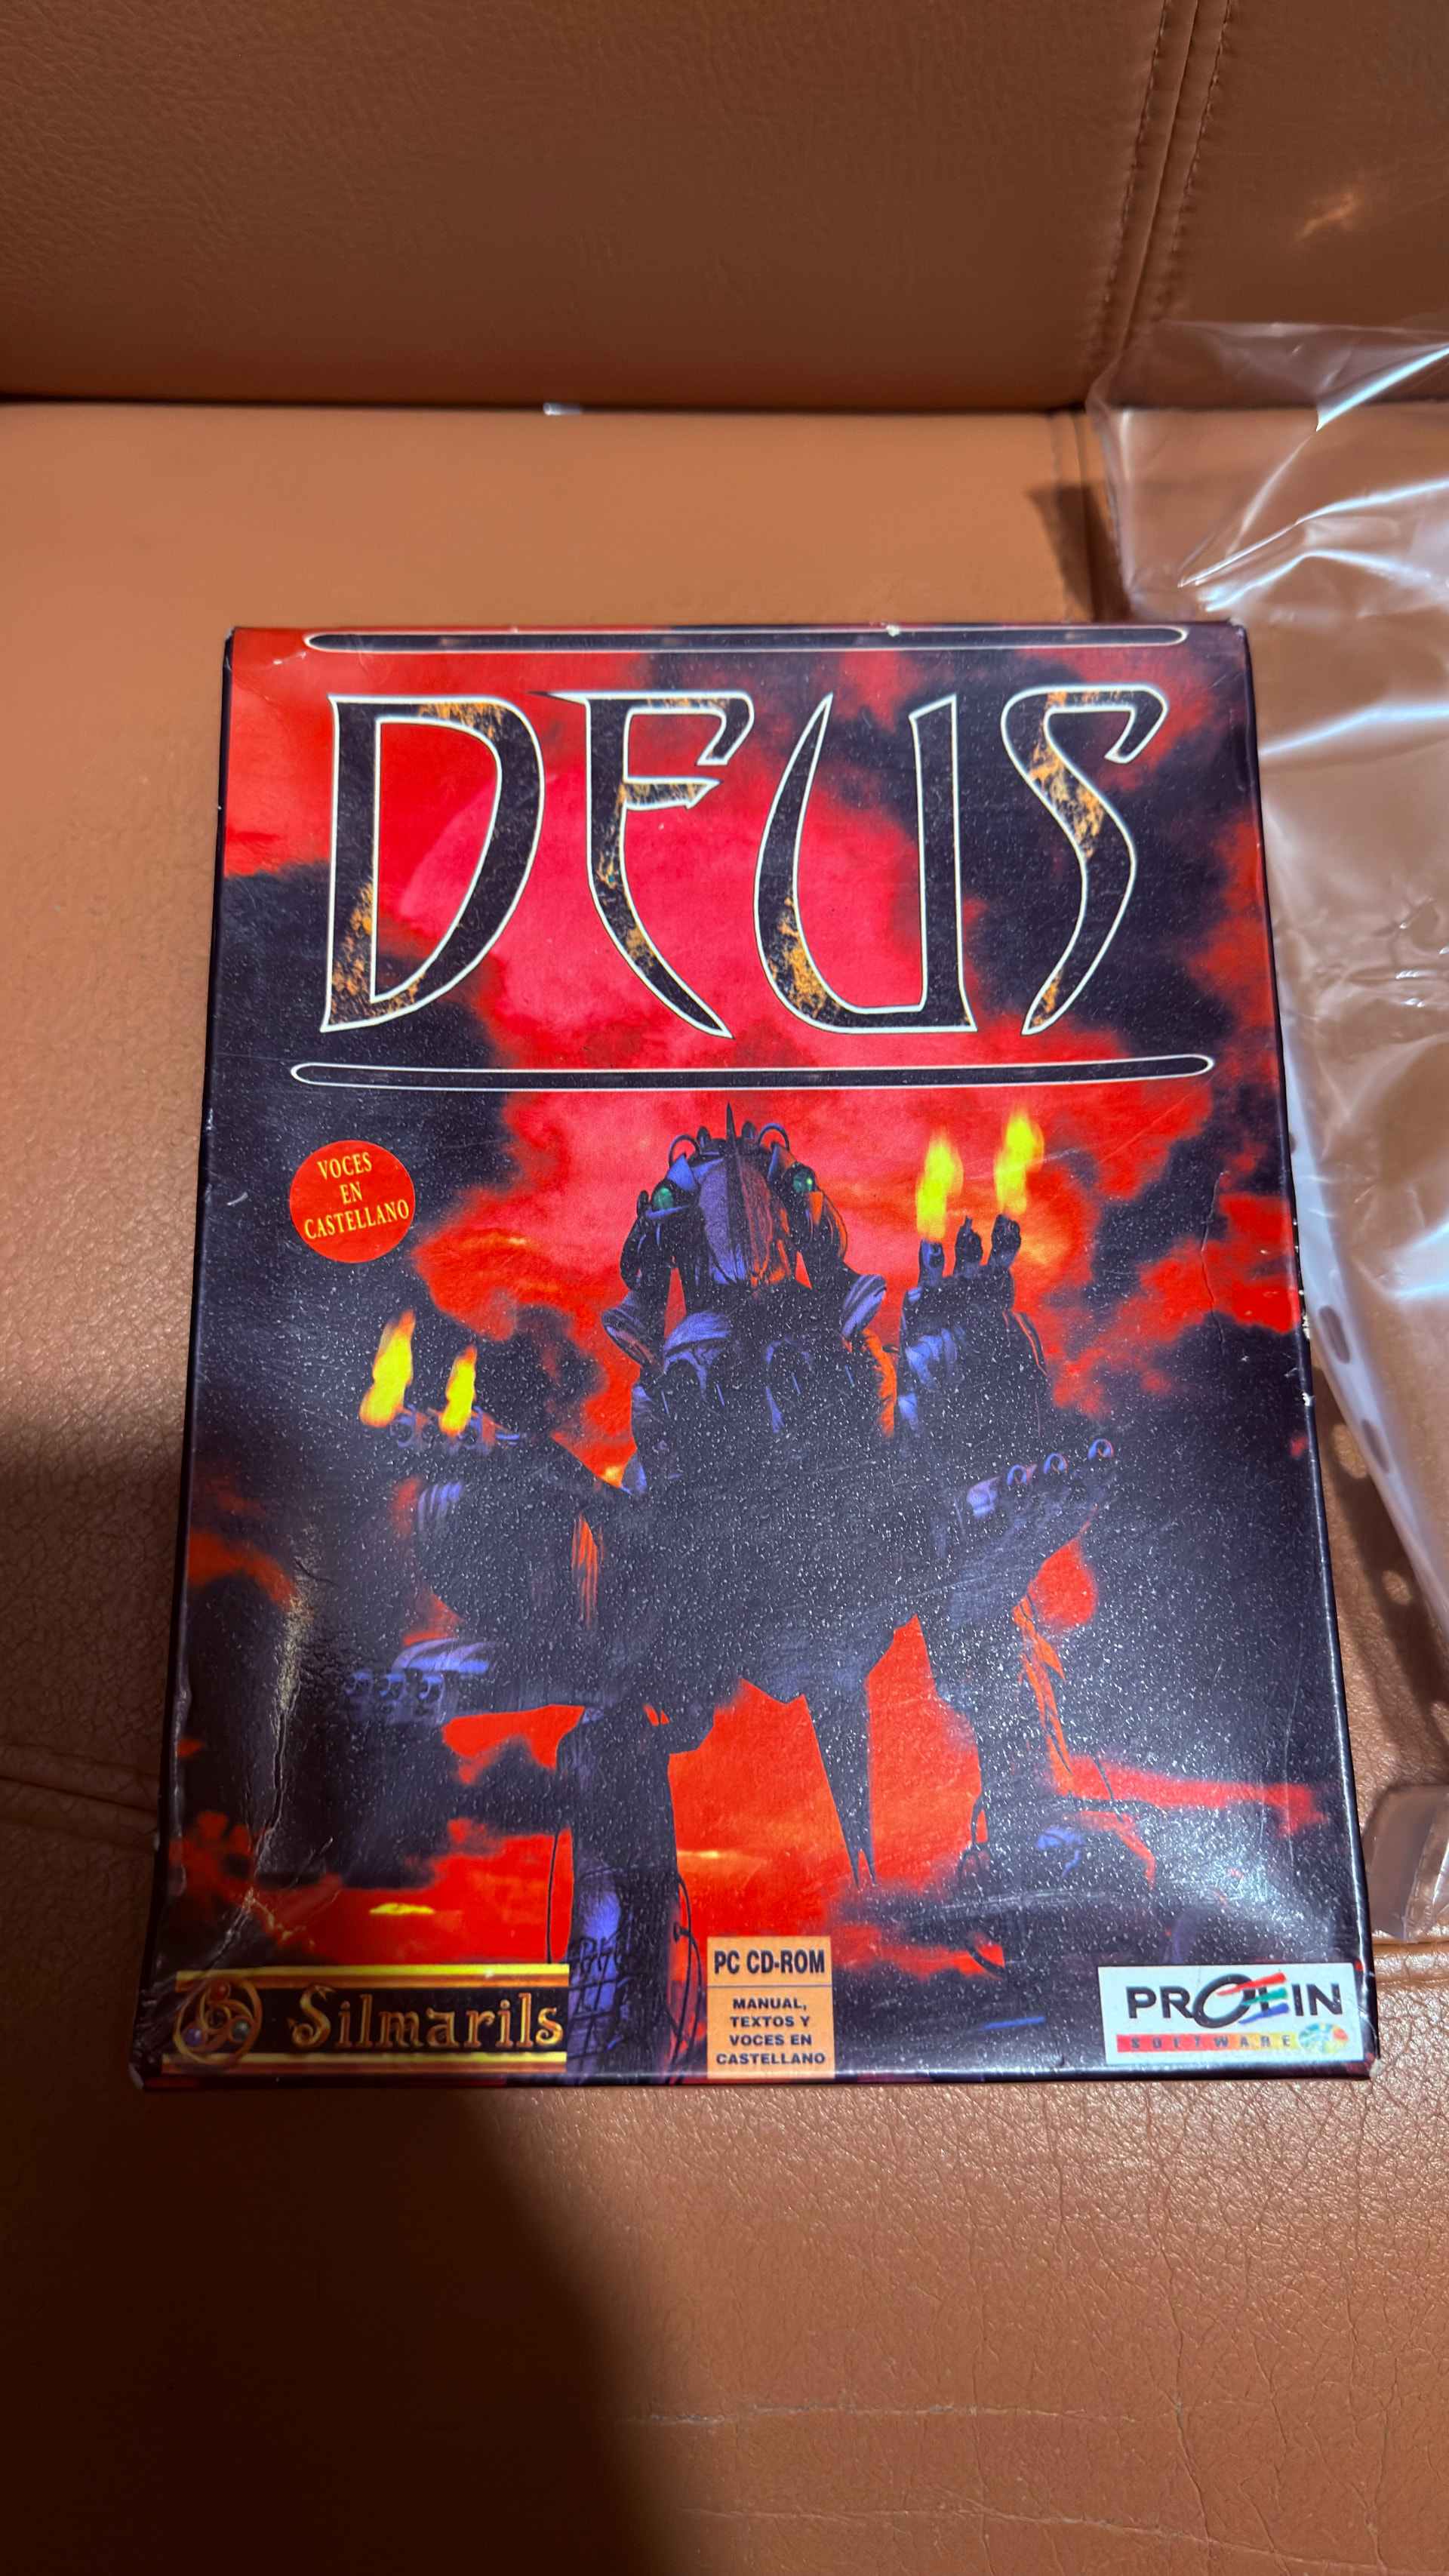 DEUS
VOCES
EN
CASTELLANO
Silmarils
PC CD-ROM
MANUAL,
TEXTOS Y
VOCES EN
CASTELLANO
PROEIN
SOFTWARE